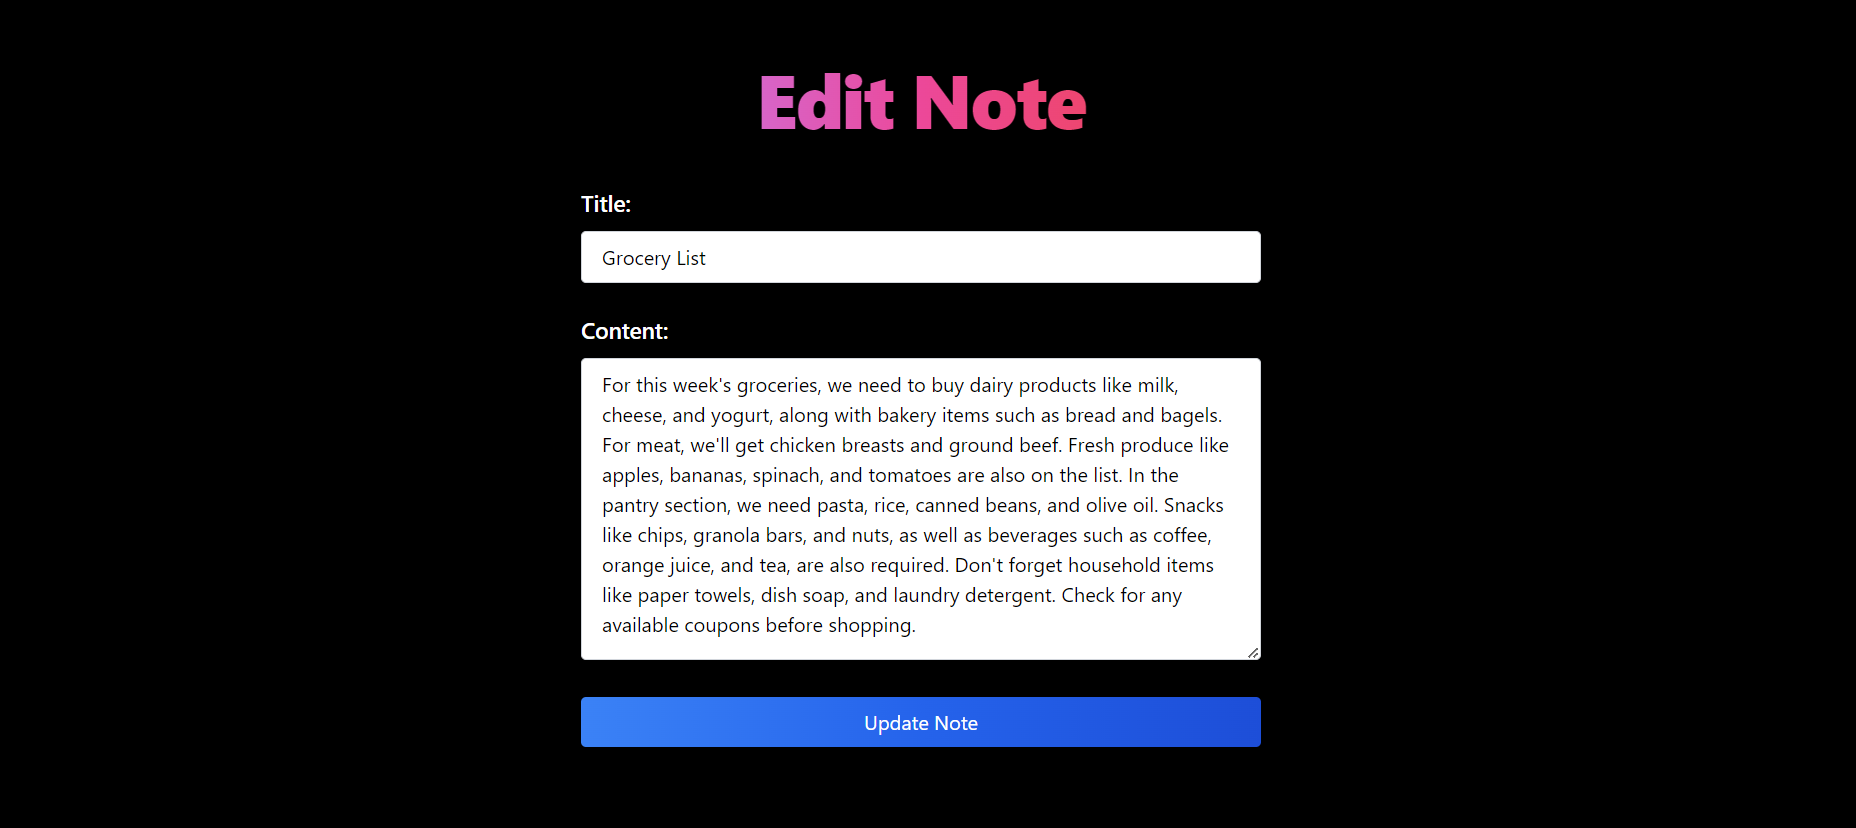 Edit Note
Title:
Grocery List
Content:
For this week's groceries, we need to buy dairy products like milk,
cheese, and yogurt, along with bakery items such as bread and bagels.
For meat, we'll get chicken breasts and ground beef. Fresh produce like
apples, bananas, spinach, and tomatoes are also on the list. In the
pantry section, we need pasta, rice, canned beans, and olive oil. Snacks
like chips, granola bars, and nuts, as well as beverages such as coffee,
orange juice, and tea, are also required. Don't forget household items
like paper towels, dish soap, and laundry detergent. Check for any
available coupons before shopping.
Update Note